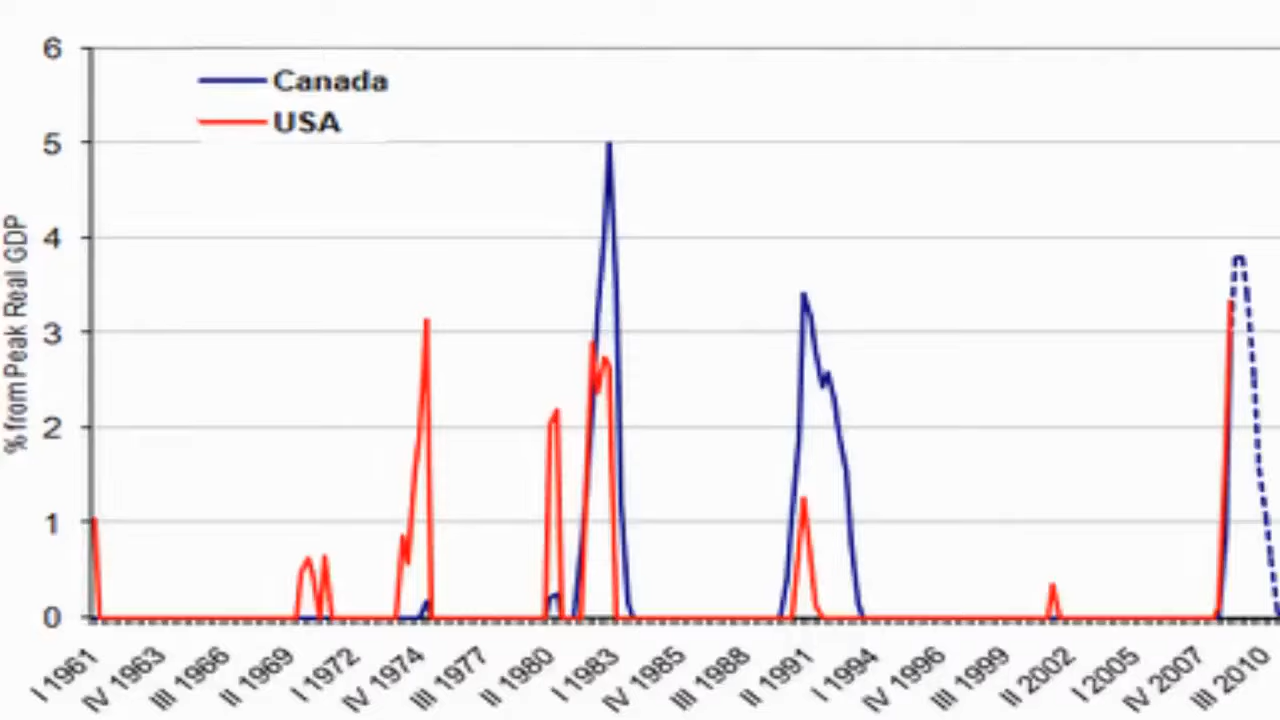 6
Canada
USA
5
4
3
2
1
0
% from Peak Real GDP
I 1961
IV 1963
III 1966
II 1969
I 1972
IV 1974
III 1977
II 1980
I 1983
IV 1985
III 1988
II 1991
I 1994
IV 1996
III 1999
II 2002
I 2005
IV 2007
III 2010